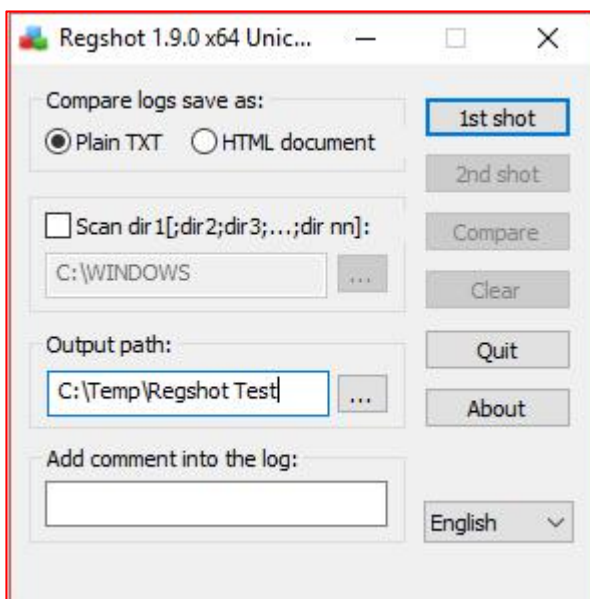 Regshot 1.9.0 x64 Unic...
Compare logs save as:
Plain TXT HTML document
1st shot
2nd shot
Scan dir1[;dir2;dir3;...;dir nn]:
C:\WINDOWS ...
Compare
Clear
Output path:
C:\Temp\Regshot Test ...
Quit
About
Add comment into the log:
English